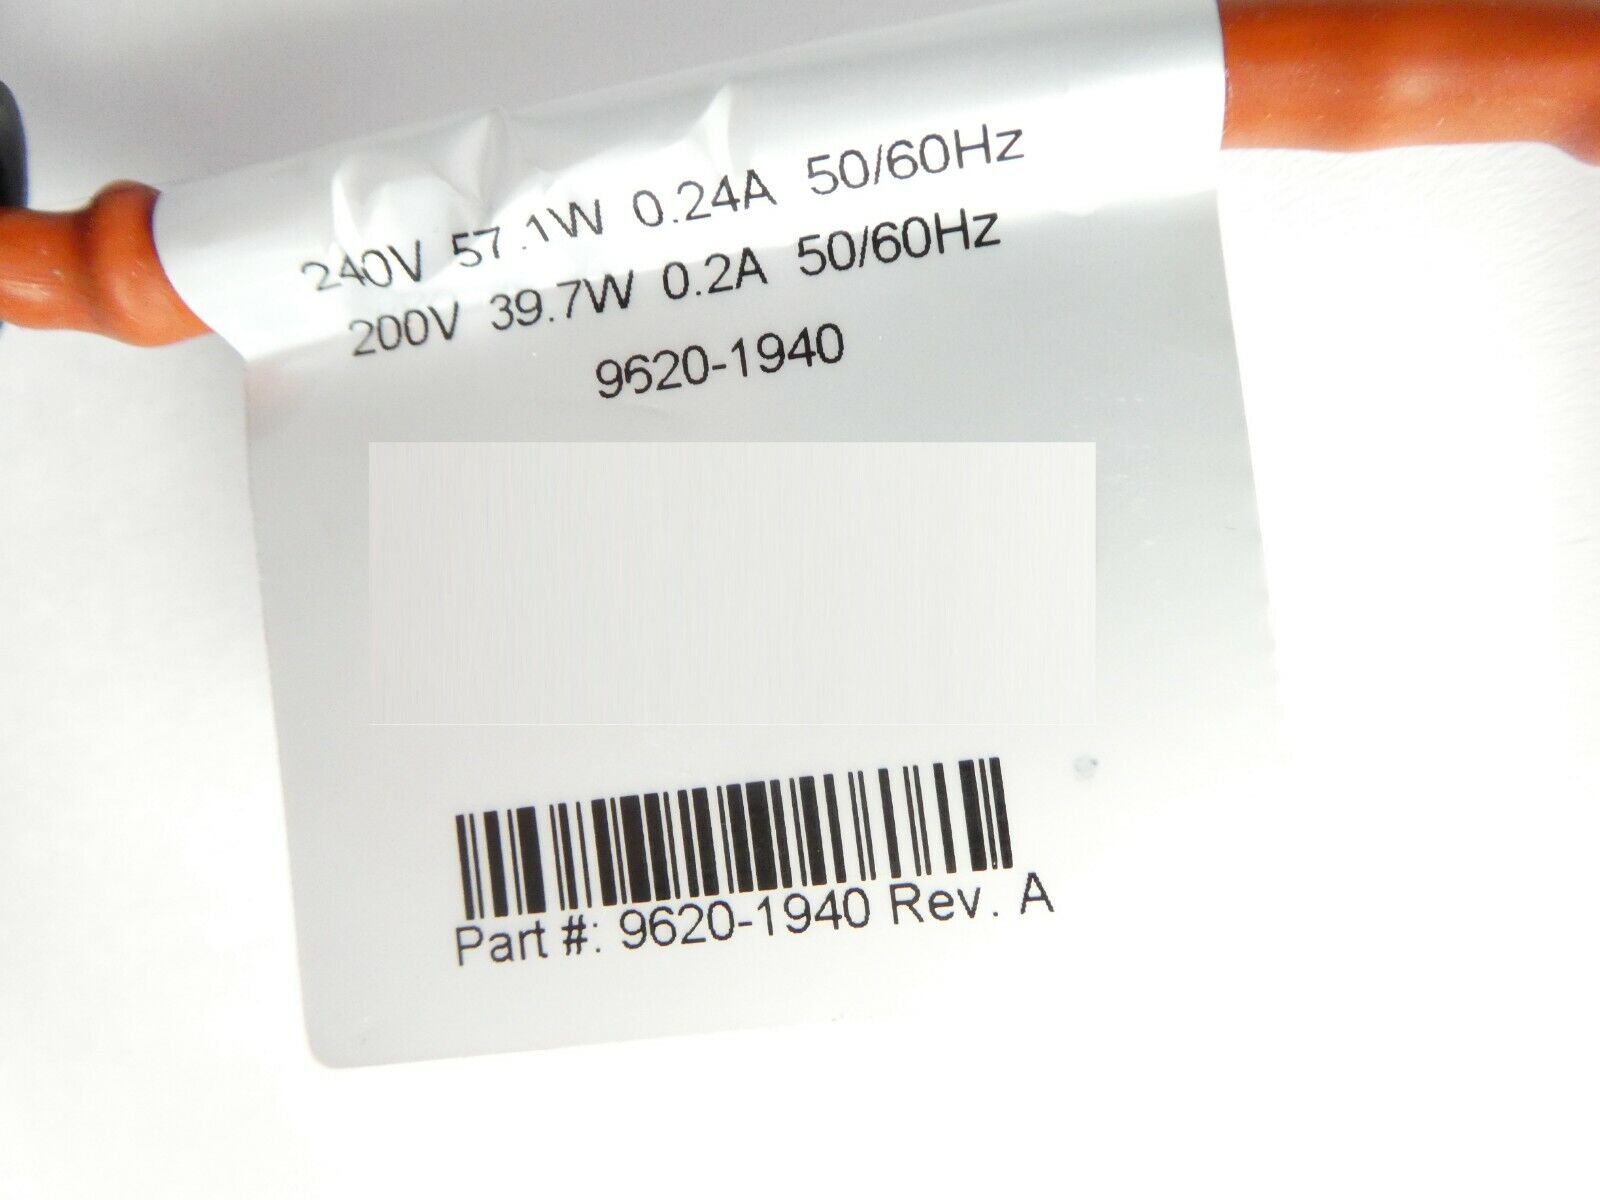 240V 57.1W 0.24A 50/60Hz
200V 39.7W 0.2A 50/60Hz
9620-1940
Part #: 9620-1940 Rev. A